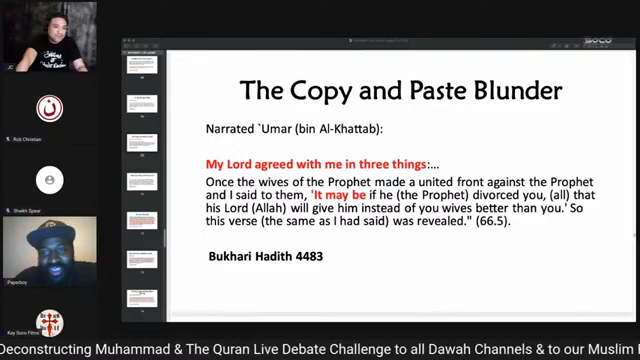 SOCO
JC
The Copy and Paste Blunder
Narrated `Umar (bin Al-Khattab):
My Lord agreed with me in three things:...
Once the wives of the Prophet made a united front against the Prophet
and I said to them, 'It may be if he (the Prophet) divorced you, (all) that
his Lord (Allah) will give him instead of you wives better than you.' So
this verse (the same as I had said) was revealed." (66.5).
Bukhari Hadith 4483
Rob Christian
Sheikh Spear
Paperboy
Kay Soco Films
Deconstructing Muhammad & The Quran Live Debate Challenge to all Dawah Channels & to our Muslim